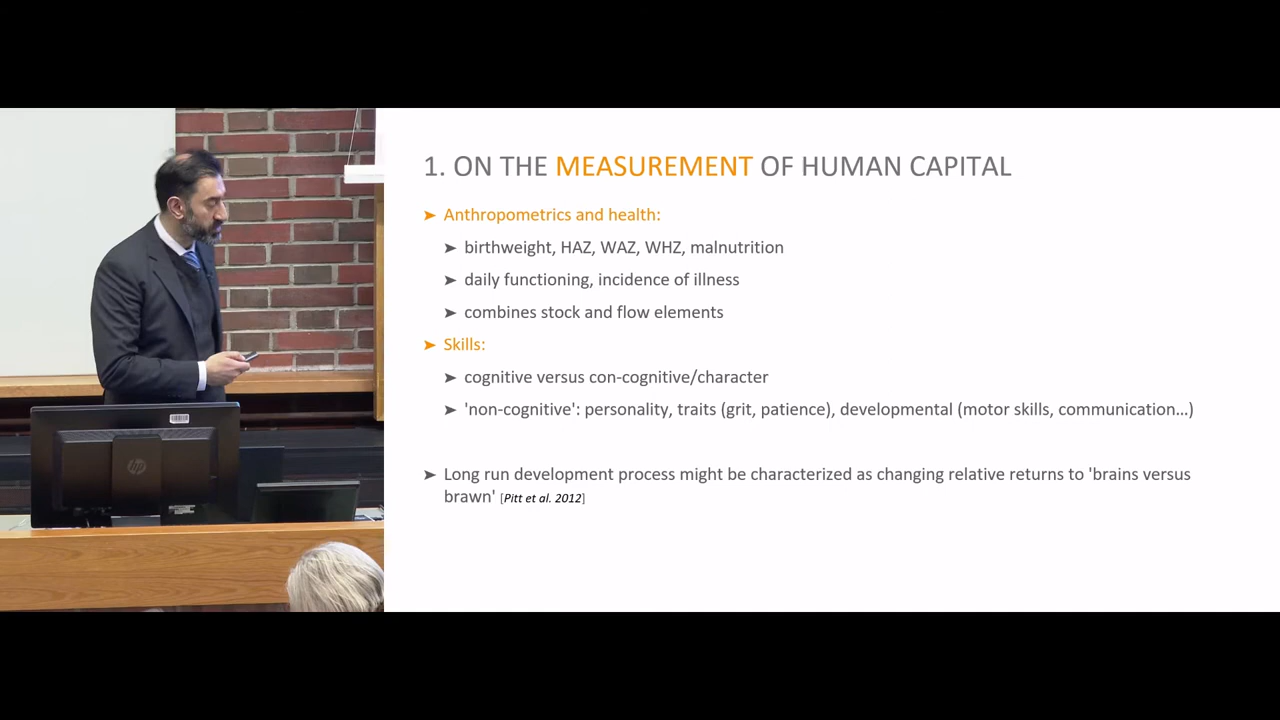 1. ON THE MEASUREMENT OF HUMAN CAPITAL
➤ Anthropometrics and health:
➤ birthweight, HAZ, WAZ, WHZ, malnutrition
➤ daily functioning, incidence of illness
➤ combines stock and flow elements
➤ Skills:
➤ cognitive versus con-cognitive/character
➤ 'non-cognitive': personality, traits (grit, patience), developmental (motor skills, communication...)
➤ Long run development process might be characterized as changing relative returns to 'brains versus
brawn' [Pitt et al. 2012]
hp